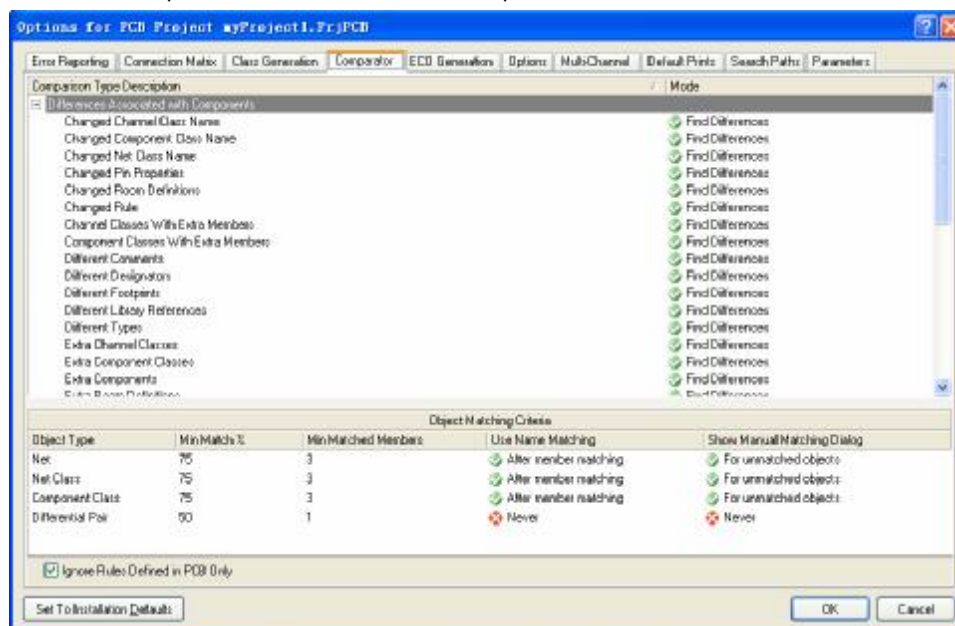 Options for PCB Project myProject1.PrjPCB
Error Reporting Connection Matrix Class Generation Comparator ECO Generation Options Multi-Channel Default Prints Search Paths Parameters
Comparison Type Description / Mode
Differences Associated with Components
Changed Channel Class Name Find Differences
Changed Component Class Name Find Differences
Changed Net Class Name Find Differences
Changed Pin Properties Find Differences
Changed Room Definitions Find Differences
Changed Rule Find Differences
Channel Classes With Extra Members Find Differences
Component Classes With Extra Members Find Differences
Different Comments Find Differences
Different Designators Find Differences
Different Footprints Find Differences
Different Library References Find Differences
Different Types Find Differences
Extra Channel Classes Find Differences
Extra Component Classes Find Differences
Extra Components Find Differences
Extra Room Definitions Find Differences
Object Matching Criteria
Object Type Min Match % Min Matched Members Use Name Matching Show Manual Matching Dialog
Net 75 3 After member matching For unmatched objects
Net Class 75 3 After member matching For unmatched objects
Component Class 75 3 After member matching For unmatched objects
Differential Pair 50 1 Never Never
Ignore Rules Defined in PCB Only
Set To Installation Defaults OK Cancel